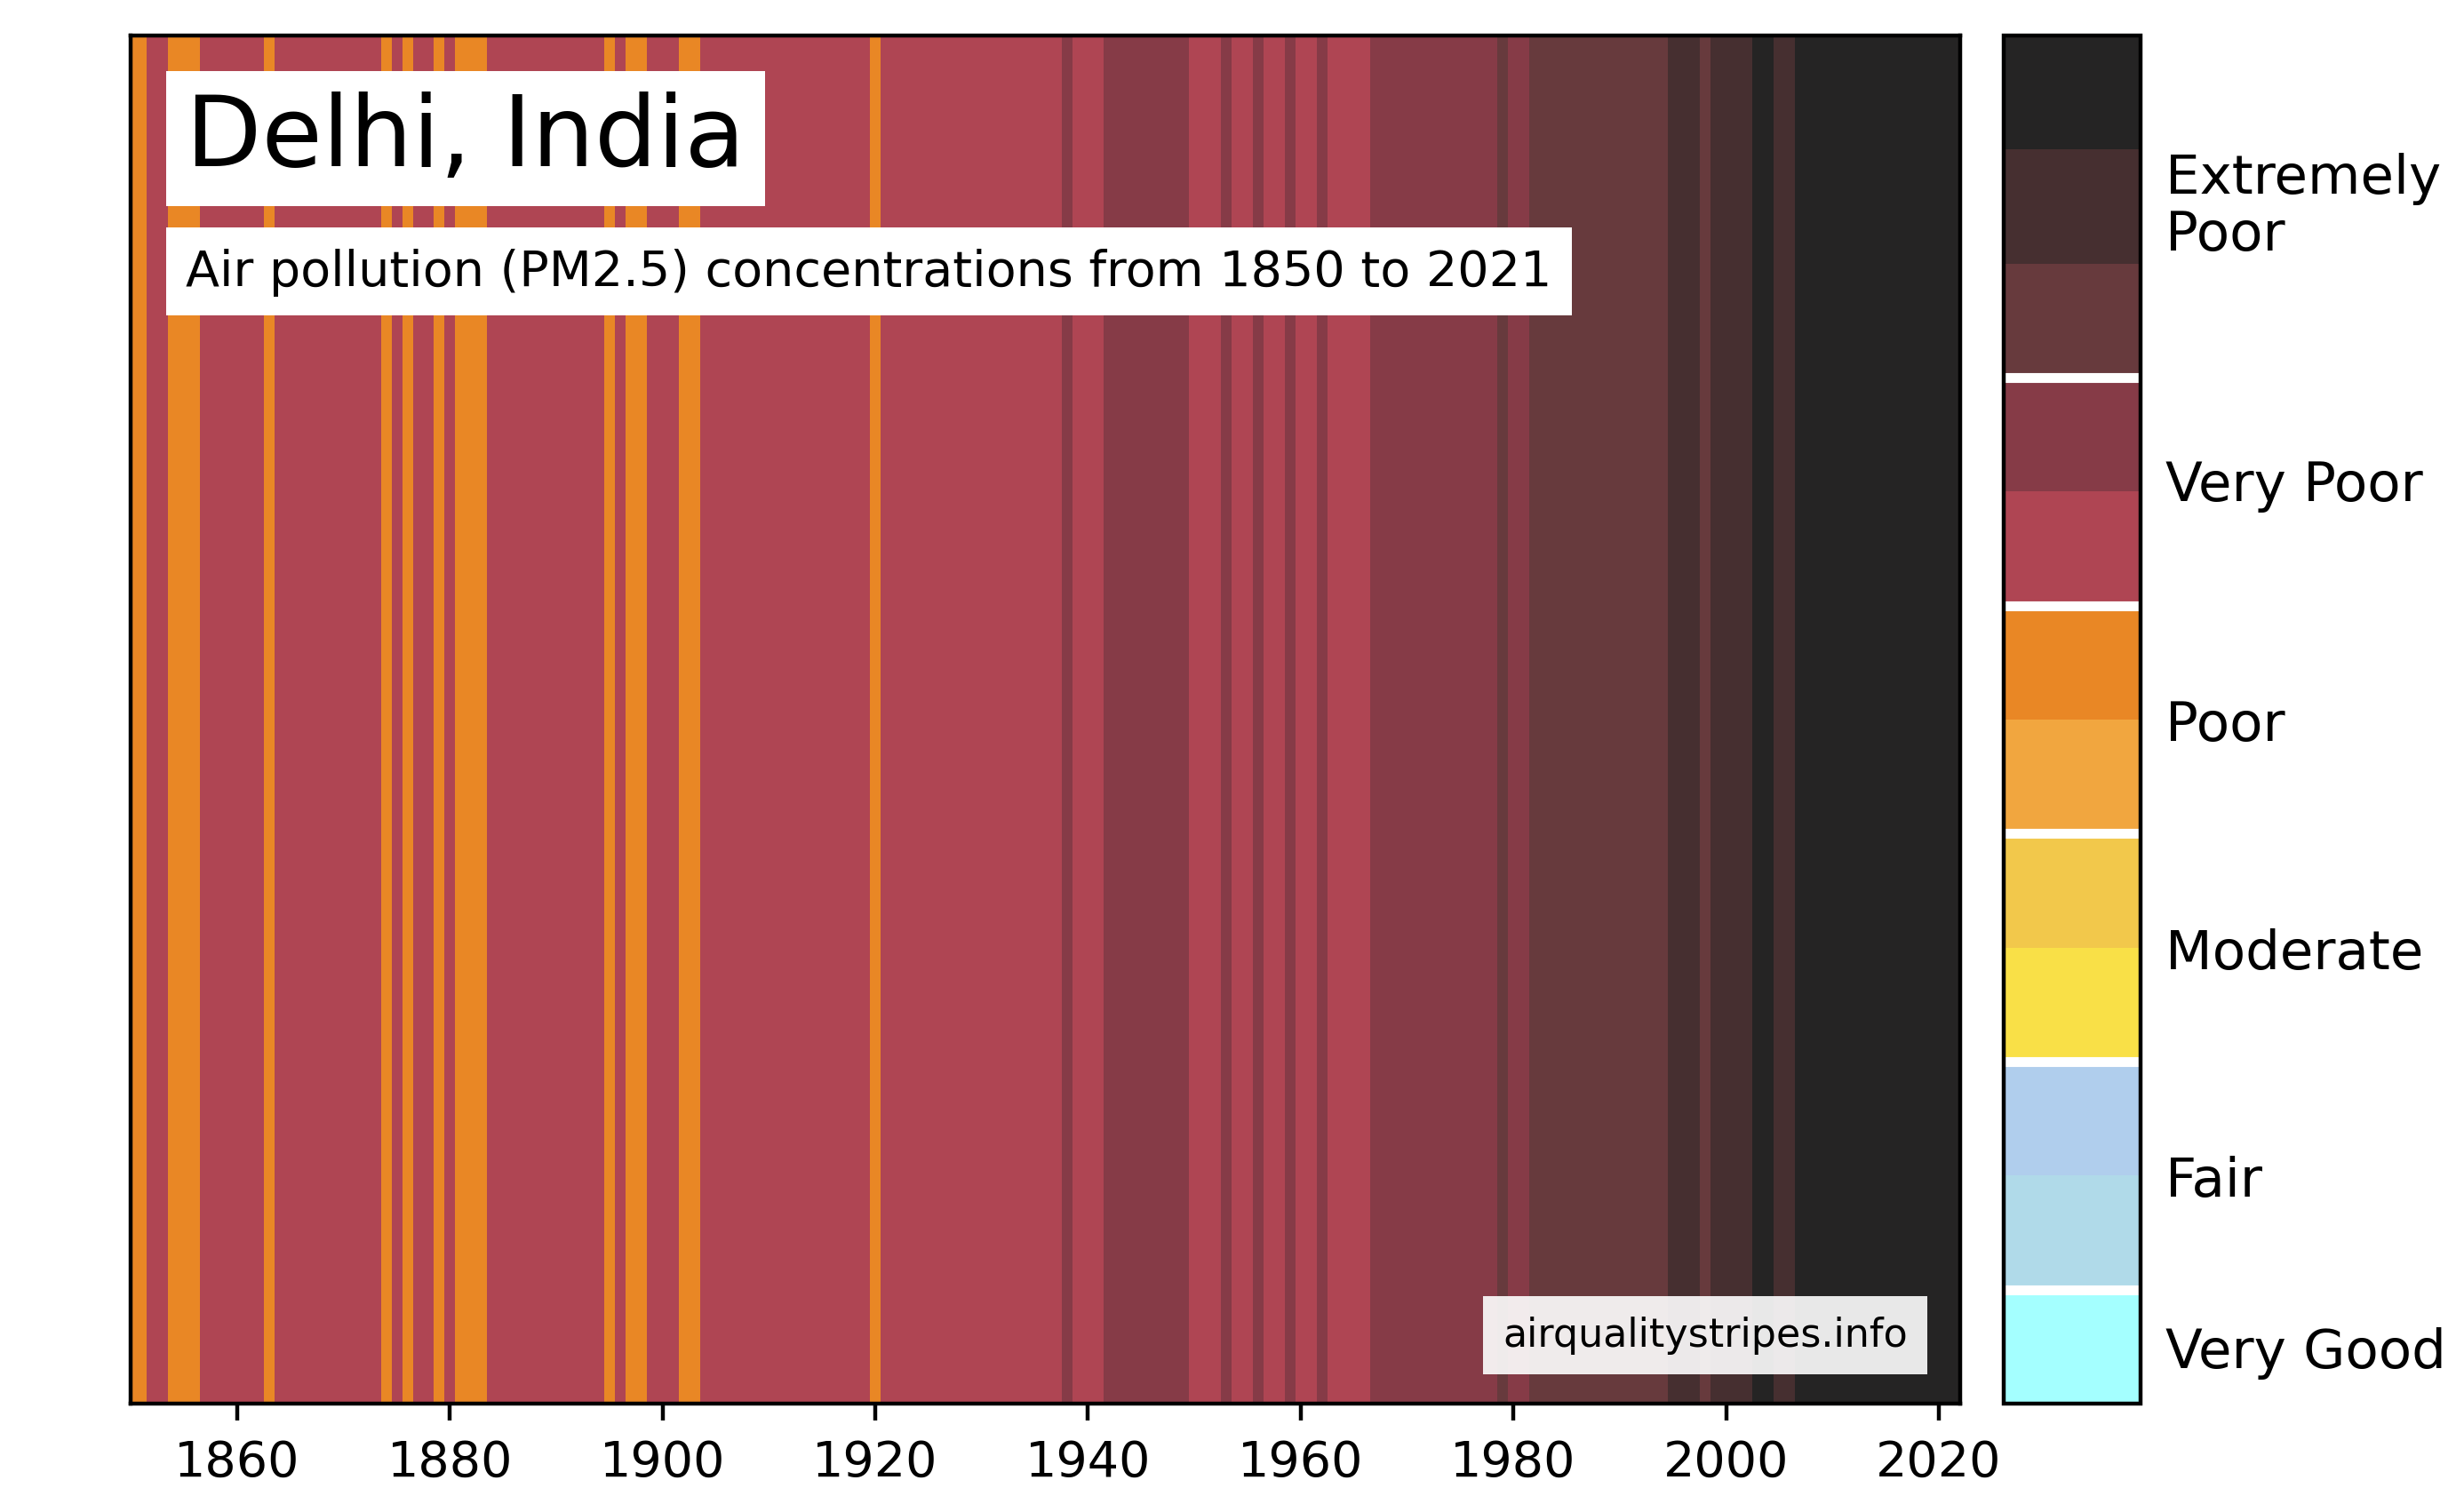 Delhi, India
Air pollution (PM2.5) concentrations from 1850 to 2021
airqualitystripes.info
1860 1880 1900 1920 1940 1960 1980 2000 2020
Extremely
Poor
Very Poor
Poor
Moderate
Fair
Very Good